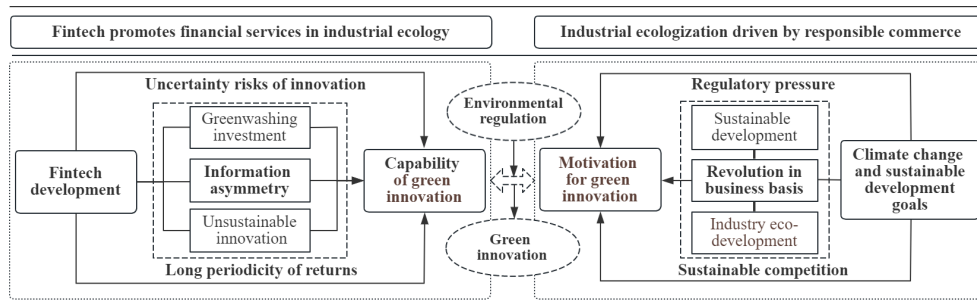 Fintech promotes financial services in industrial ecology
Industrial ecologization driven by responsible commerce
Uncertainty risks of innovation
Greenwashing
investment
Fintech
development
Information
asymmetry
Unsustainable
innovation
Long periodicity of returns
Capability
of green
innovation
Environmental
regulation
Green
innovation
Regulatory pressure
Motivation
for green
innovation
Sustainable
development
Revolution in
business basis
Industry eco-
development
Sustainable competition
Climate change
and sustainable
development
goals